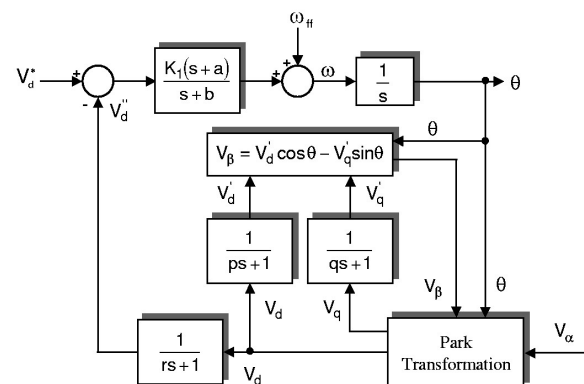 ω_ff
V_d^* + - K₁(s+a) / s+b + + ω 1 / s θ
V_d''
θ
V_β = V_d' cosθ − V_q' sinθ
V_d' V_q'
1 / ps+1 1 / qs+1
V_d V_q V_β θ
1 / rs+1 V_d Park Transformation V_α